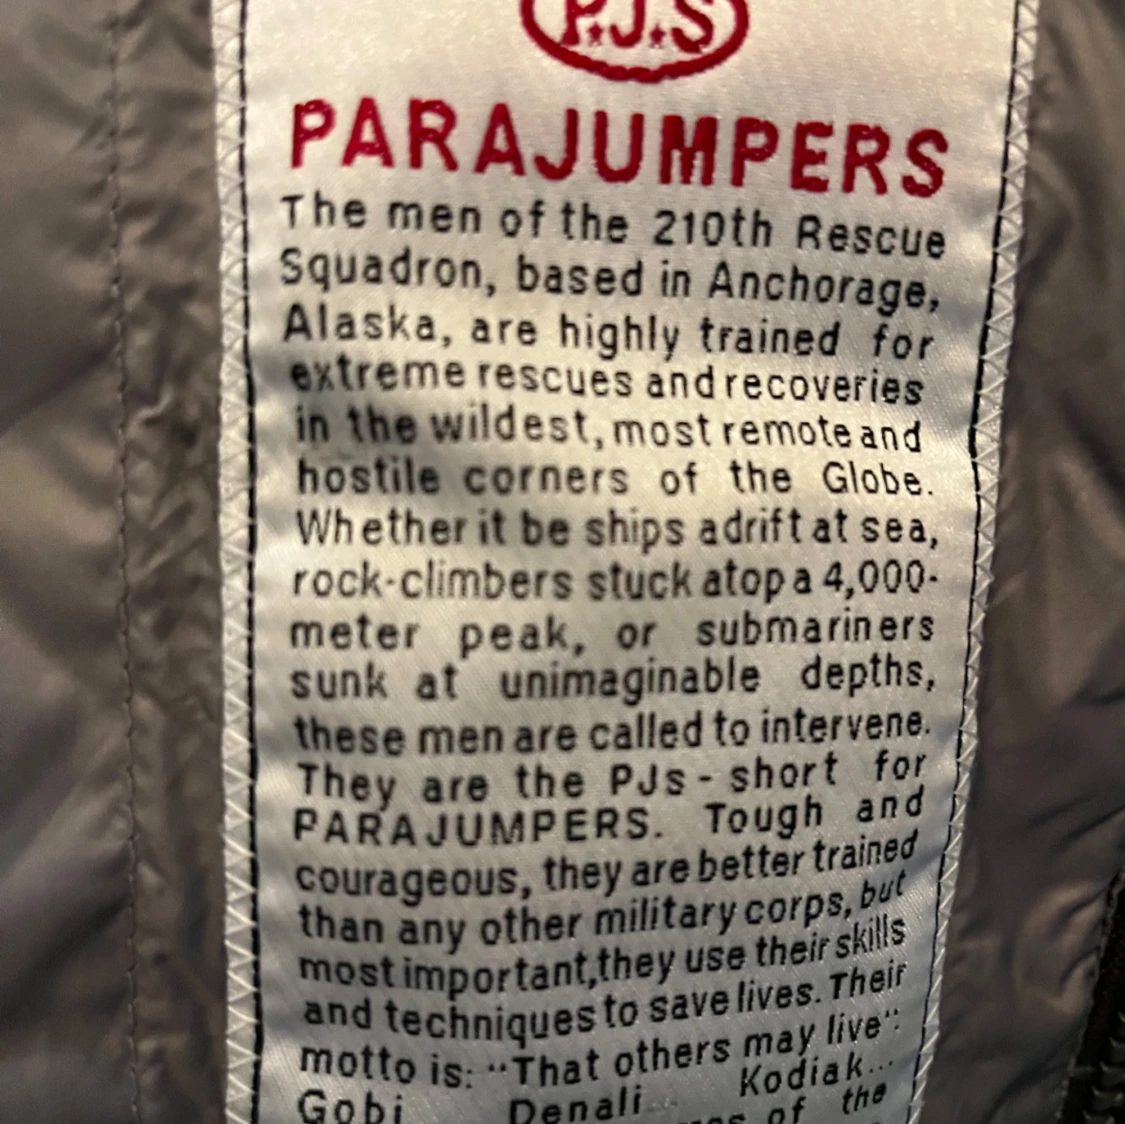 P.J.S
PARAJUMPERS
The men of the 210th Rescue
Squadron, based in Anchorage,
Alaska, are highly trained for
extreme rescues and recoveries
in the wildest, most remote and
hostile corners of the Globe.
Whether it be ships adrift at sea,
rock-climbers stuck atop a 4,000-
meter peak, or submariners
sunk at unimaginable depths,
these men are called to intervene.
They are the PJs - short for
PARAJUMPERS. Tough and
courageous, they are better trained
than any other military corps, but
most important, they use their skills
and techniques to save lives. Their
motto is: "That others may live".
Gobi Denali Kodiak...
of the